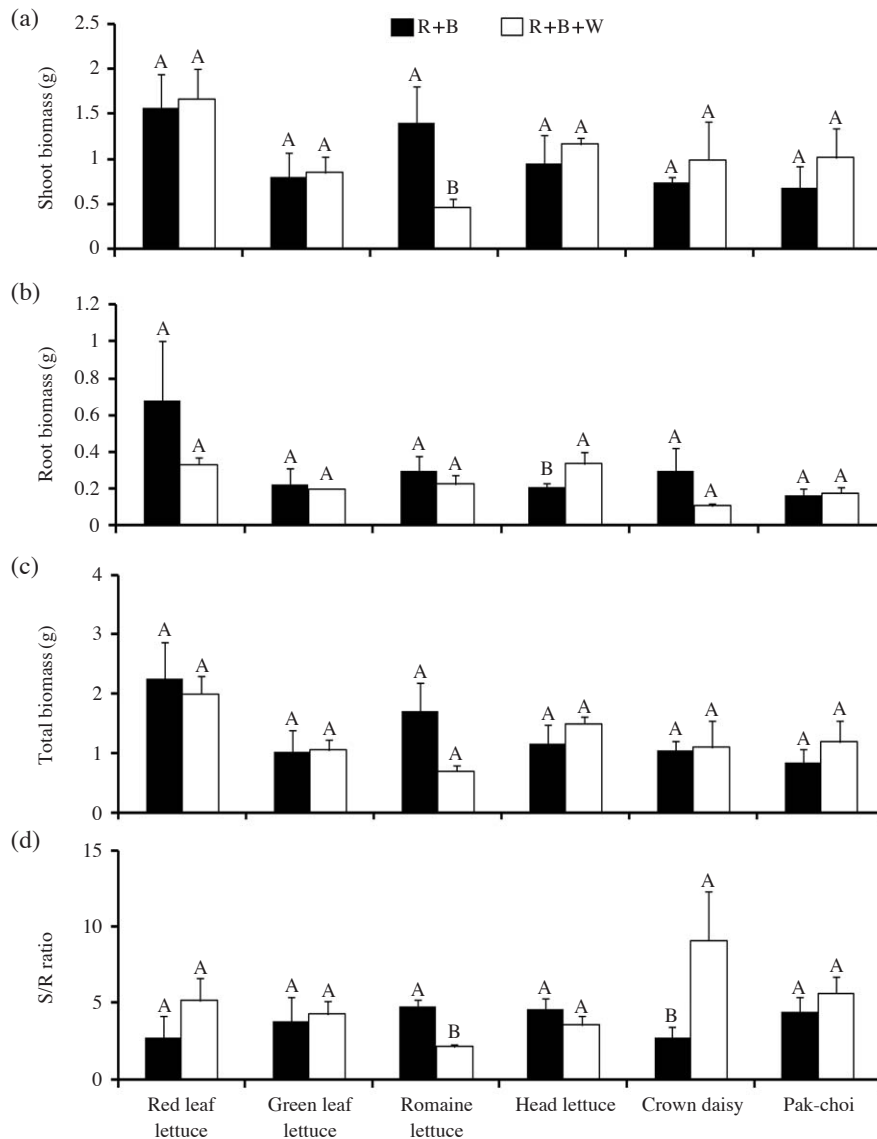 (a)
R+B R+B+W
Shoot biomass (g)
2.5
2
1.5
1
0.5
0
A A A A A A B A A A A A A
(b)
Root biomass (g)
1.2
1
0.8
0.6
0.4
0.2
0
A A A A A A B A A A A A
(c)
Total biomass (g)
4
3
2
1
0
A A A A A A A A A A A A
(d)
S/R ratio
15
10
5
0
A A A A A B A A B A A A
Red leaf Green leaf Romaine Head lettuce Crown daisy Pak-choi
lettuce lettuce lettuce